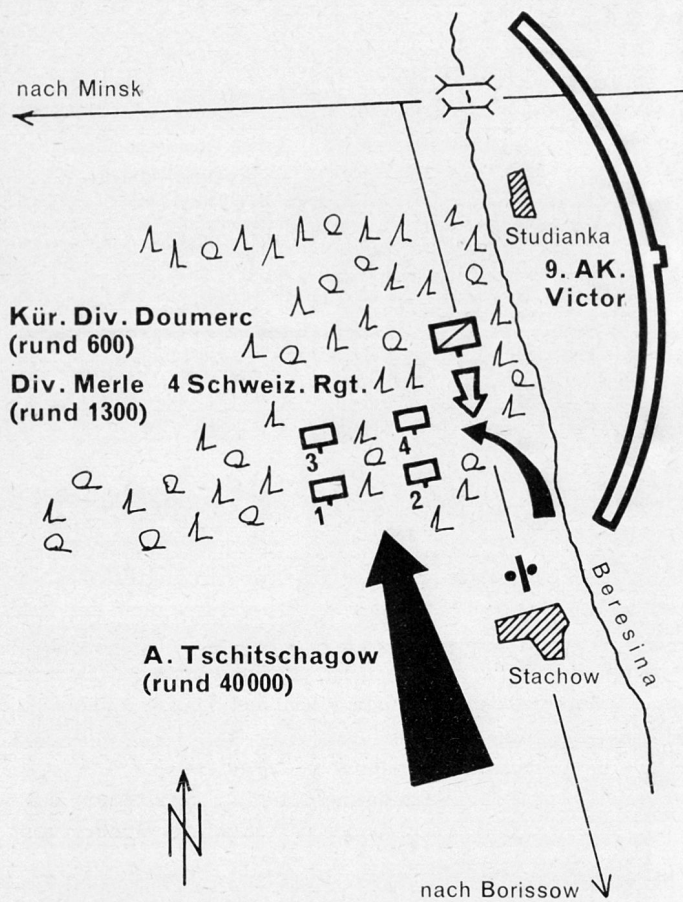 nach Minsk
Studianka
9. AK.
Victor
Kür. Div. Doumerc
(rund 600)
Div. Merle 4 Schweiz. Rgt.
(rund 1300)
3
4
1
2
Beresina
A. Tschitschagow
(rund 40000)
Stachow
N
nach Borissow